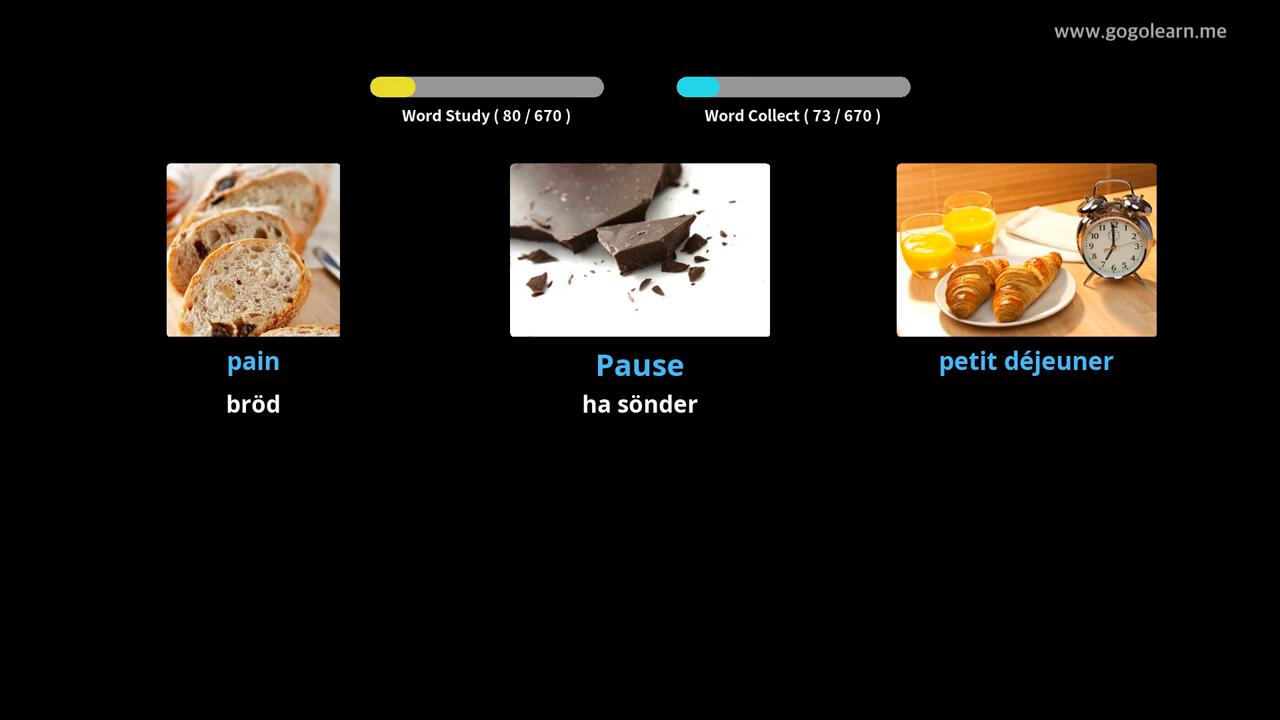 www.gogolearn.me
Word Study ( 80 / 670 )
Word Collect ( 73 / 670 )
pain
Pause
petit déjeuner
bröd
ha sönder